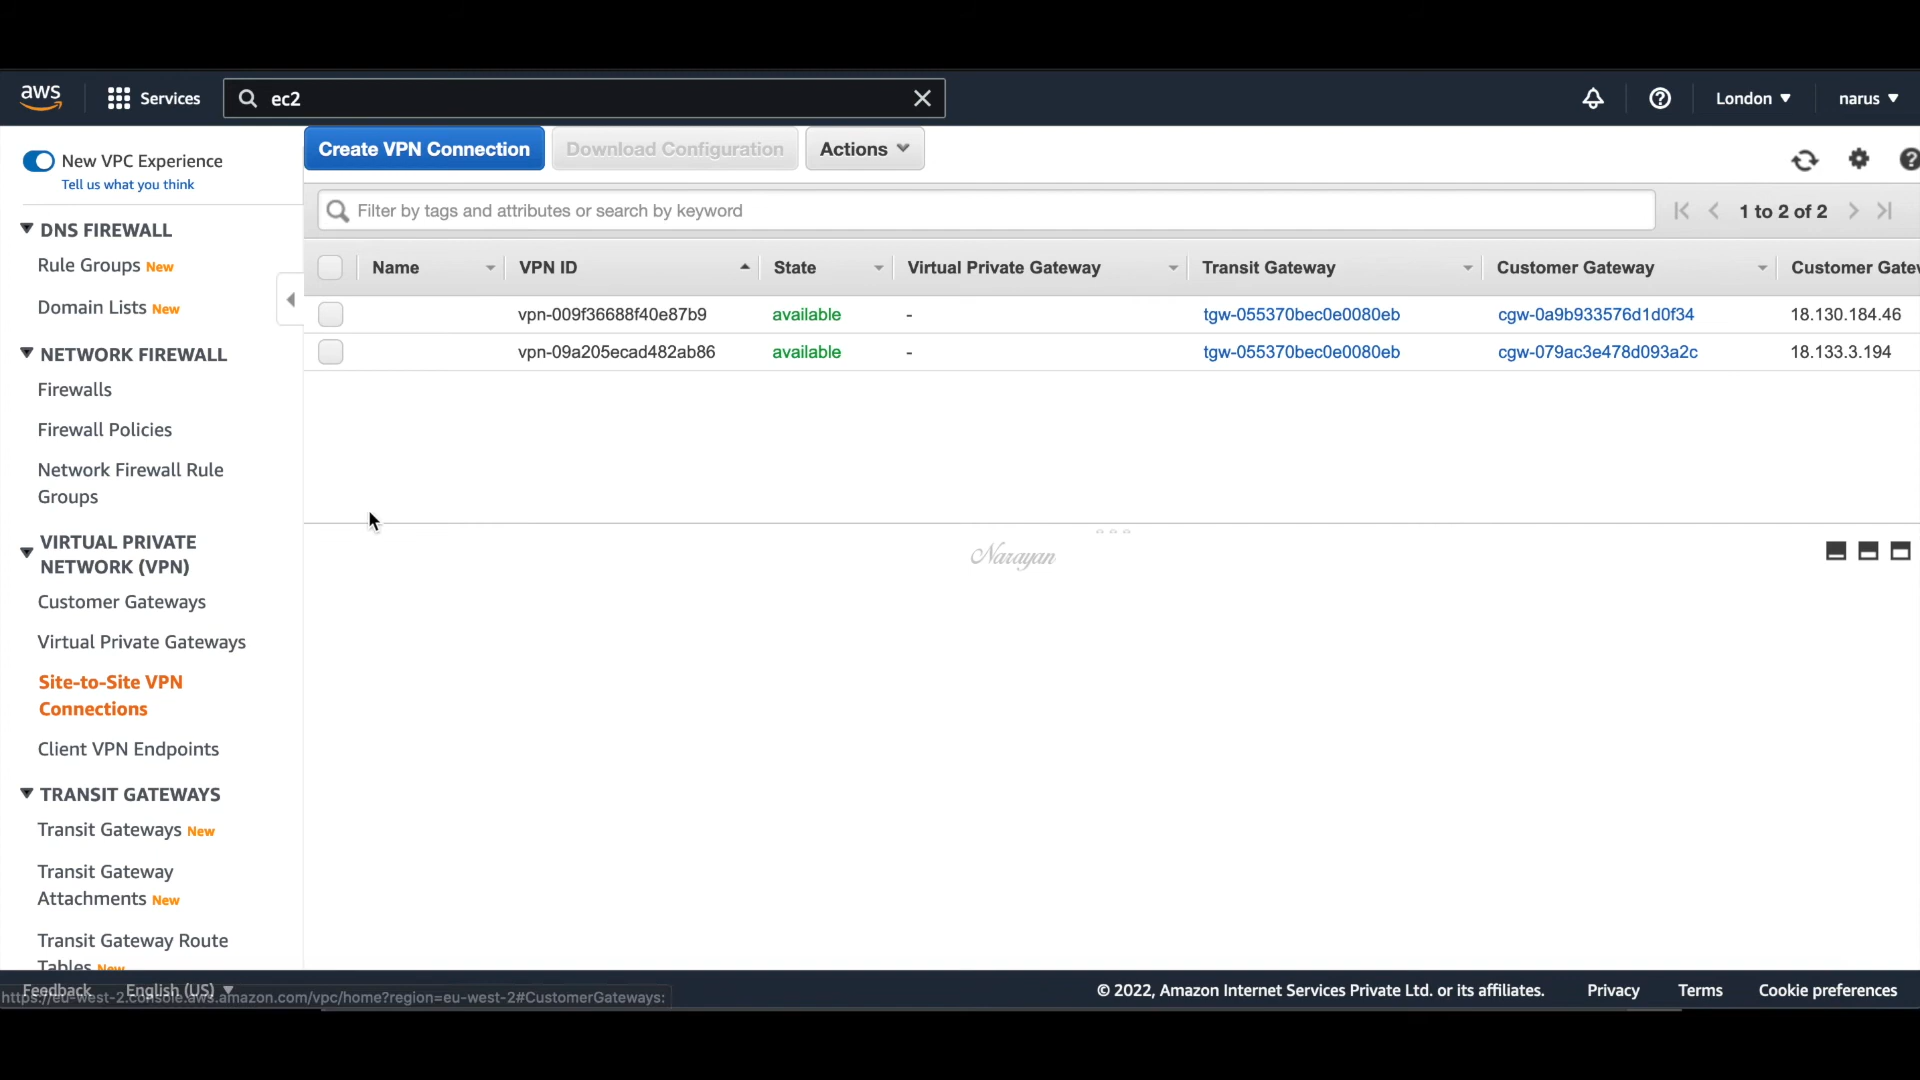 aws Services ec2 London narus
New VPC Experience
Tell us what you think
Create VPN Connection Download Configuration Actions
Filter by tags and attributes or search by keyword 1 to 2 of 2
Name VPN ID State Virtual Private Gateway Transit Gateway Customer Gateway Customer Gatew
vpn-009f36688f40e87b9 available - tgw-055370bec0e0080eb cgw-0a9b933576d1d0f34 18.130.184.46
vpn-09a205ecad482ab86 available - tgw-055370bec0e0080eb cgw-079ac3e478d093a2c 18.133.3.194
DNS FIREWALL
Rule Groups New
Domain Lists New
NETWORK FIREWALL
Firewalls
Firewall Policies
Network Firewall Rule
Groups
VIRTUAL PRIVATE
NETWORK (VPN)
Customer Gateways
Virtual Private Gateways
Site-to-Site VPN
Connections
Client VPN Endpoints
TRANSIT GATEWAYS
Transit Gateways New
Transit Gateway
Attachments New
Transit Gateway Route
Tables New
Narayan
Feedback English (US)
https://eu-west-2.console.aws.amazon.com/vpc/home?region=eu-west-2#CustomerGateways:
© 2022, Amazon Internet Services Private Ltd. or its affiliates. Privacy Terms Cookie preferences